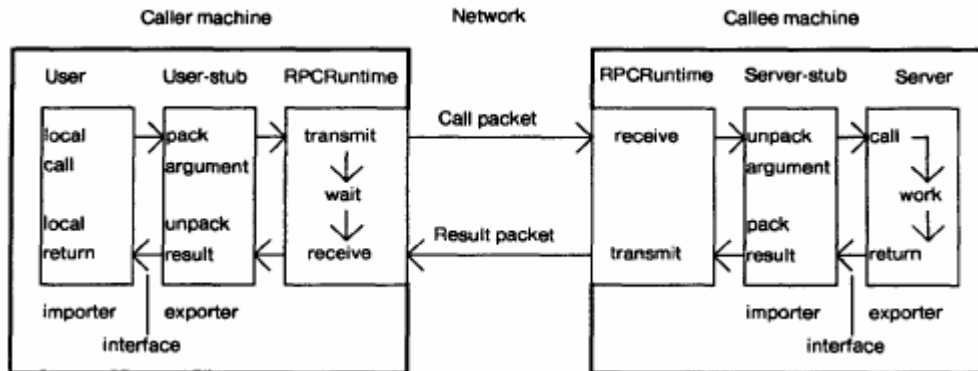 Caller machine Network Callee machine
User User-stub RPCRuntime RPCRuntime Server-stub Server
local pack transmit Call packet receive unpack call
call argument argument
wait work
local unpack pack
return result receive Result packet transmit result return
importer exporter importer exporter
interface interface